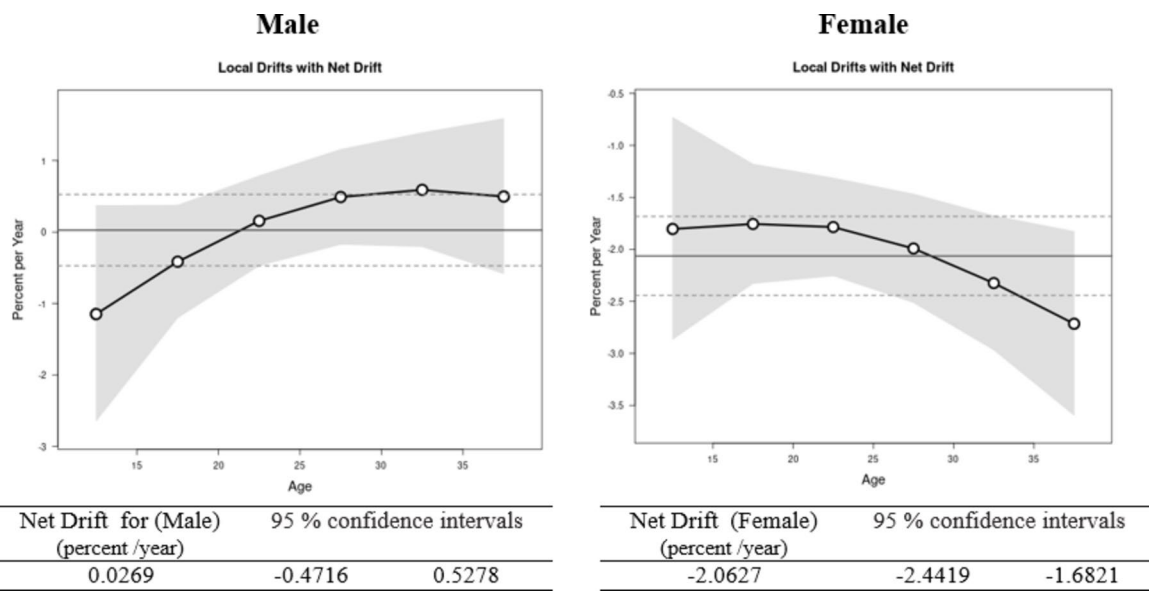 Male
Local Drifts with Net Drift
Percent per Year
1
0
-1
-2
-3
15 20 25 30 35
Age
Net Drift for (Male) 95 % confidence intervals
(percent /year)
0.0269 -0.4716 0.5278
Female
Local Drifts with Net Drift
Percent per Year
-0.5
-1.0
-1.5
-2.0
-2.5
-3.0
-3.5
15 20 25 30 35
Age
Net Drift (Female) 95 % confidence intervals
(percent /year)
-2.0627 -2.4419 -1.6821